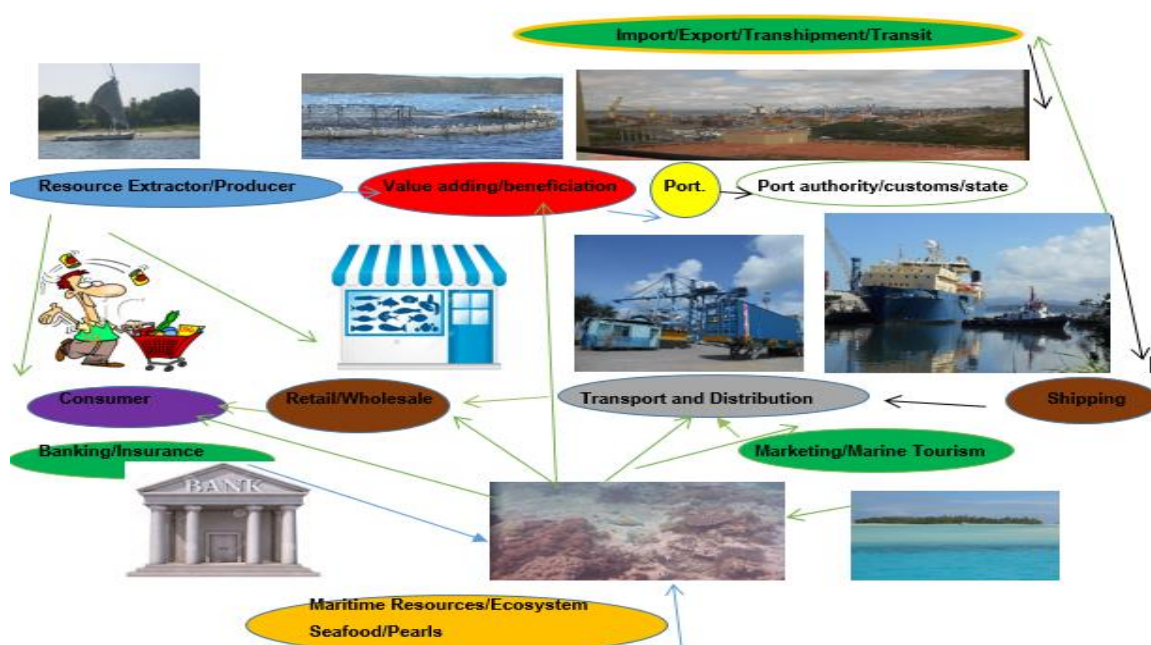 Import/Export/Transhipment/Transit
Resource Extractor/Producer
Value adding/beneficiation
Port.
Port authority/customs/state
Consumer
Retail/Wholesale
Transport and Distribution
Shipping
Banking/Insurance
Marketing/Marine Tourism
BANK
Maritime Resources/Ecosystem
Seafood/Pearls